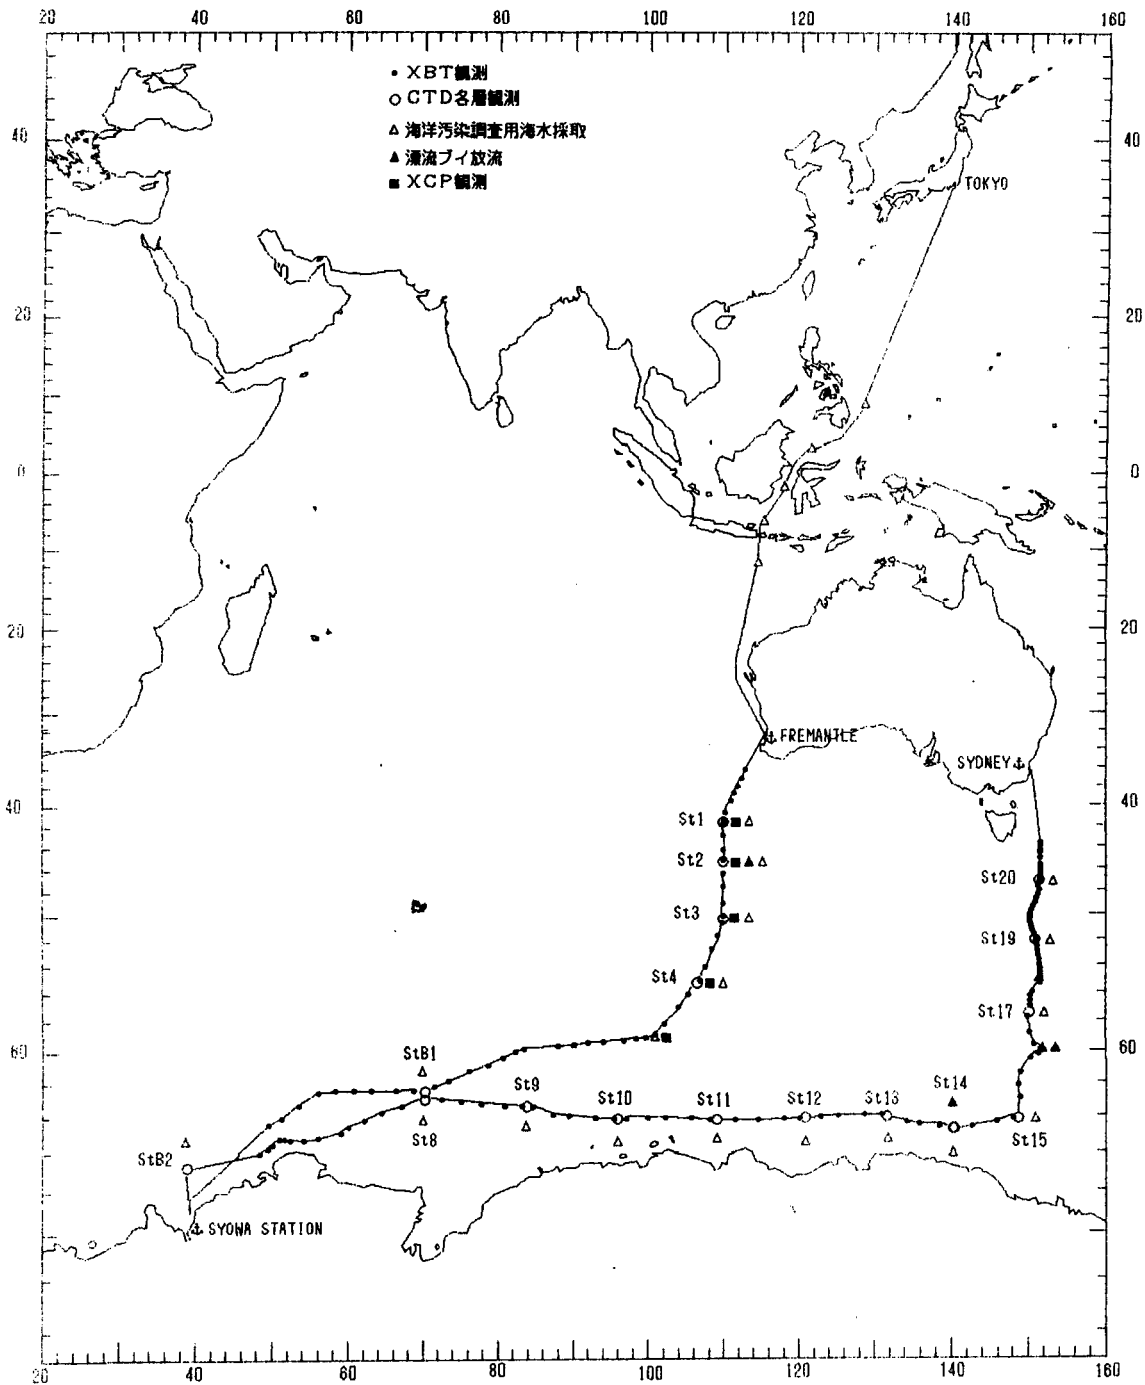 20 40 60 80 100 120 140 160
• XBT観測
○ CTD各層観測
△ 海洋汚染調査用海水採取
▲ 漂流ブイ放流
■ XCP観測
40 40
TOKYO
20 20
0 0
20 20
FREMANTLE
SYDNEY
40 40
St1
St2
St20
St3
St19
St4
St17
60 60
StB1
St9 St10 St11 St12 St13 St14
St8 St15
StB2
SYOWA STATION
20 40 60 80 100 120 140 160